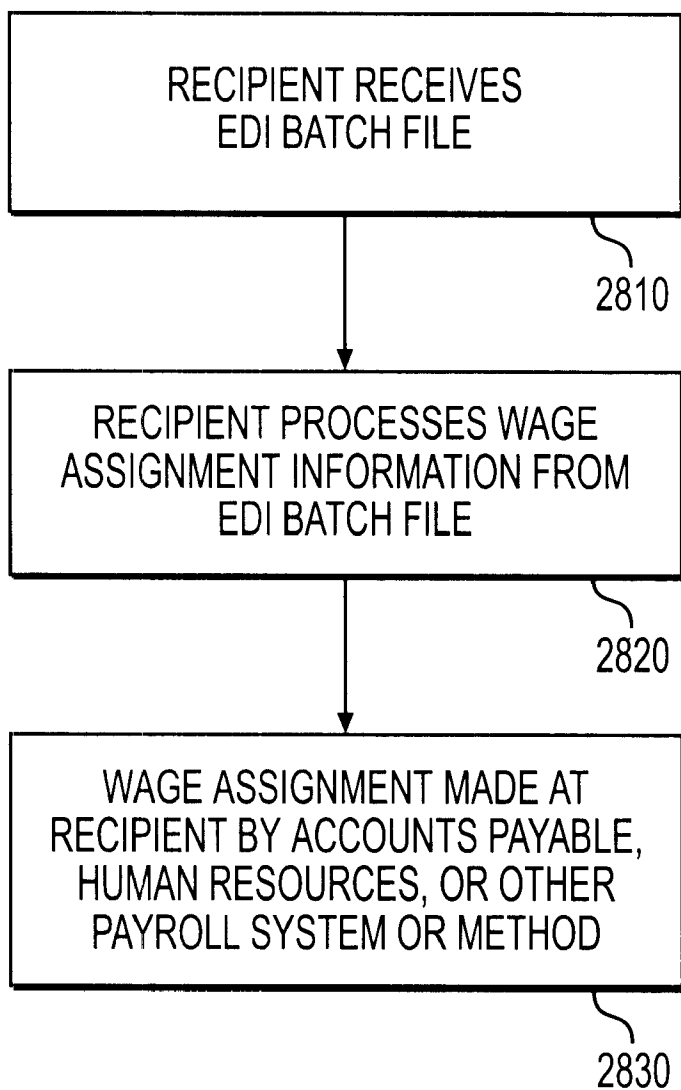 RECIPIENT RECEIVES
EDI BATCH FILE
2810
RECIPIENT PROCESSES WAGE
ASSIGNMENT INFORMATION FROM
EDI BATCH FILE
2820
WAGE ASSIGNMENT MADE AT
RECIPIENT BY ACCOUNTS PAYABLE,
HUMAN RESOURCES, OR OTHER
PAYROLL SYSTEM OR METHOD
2830